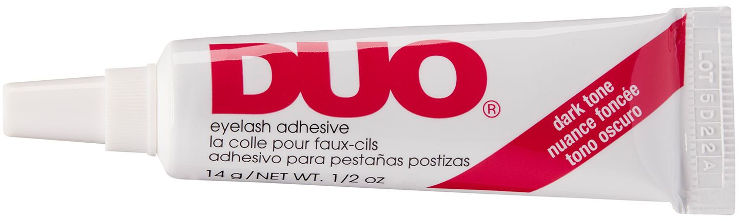 DUO®
eyelash adhesive
la colle pour faux-cils
adhesivo para pestañas postizas
14 g/NET WT. 1/2 oz
dark tone
nuance foncée
tono oscuro
LOT 5D22A